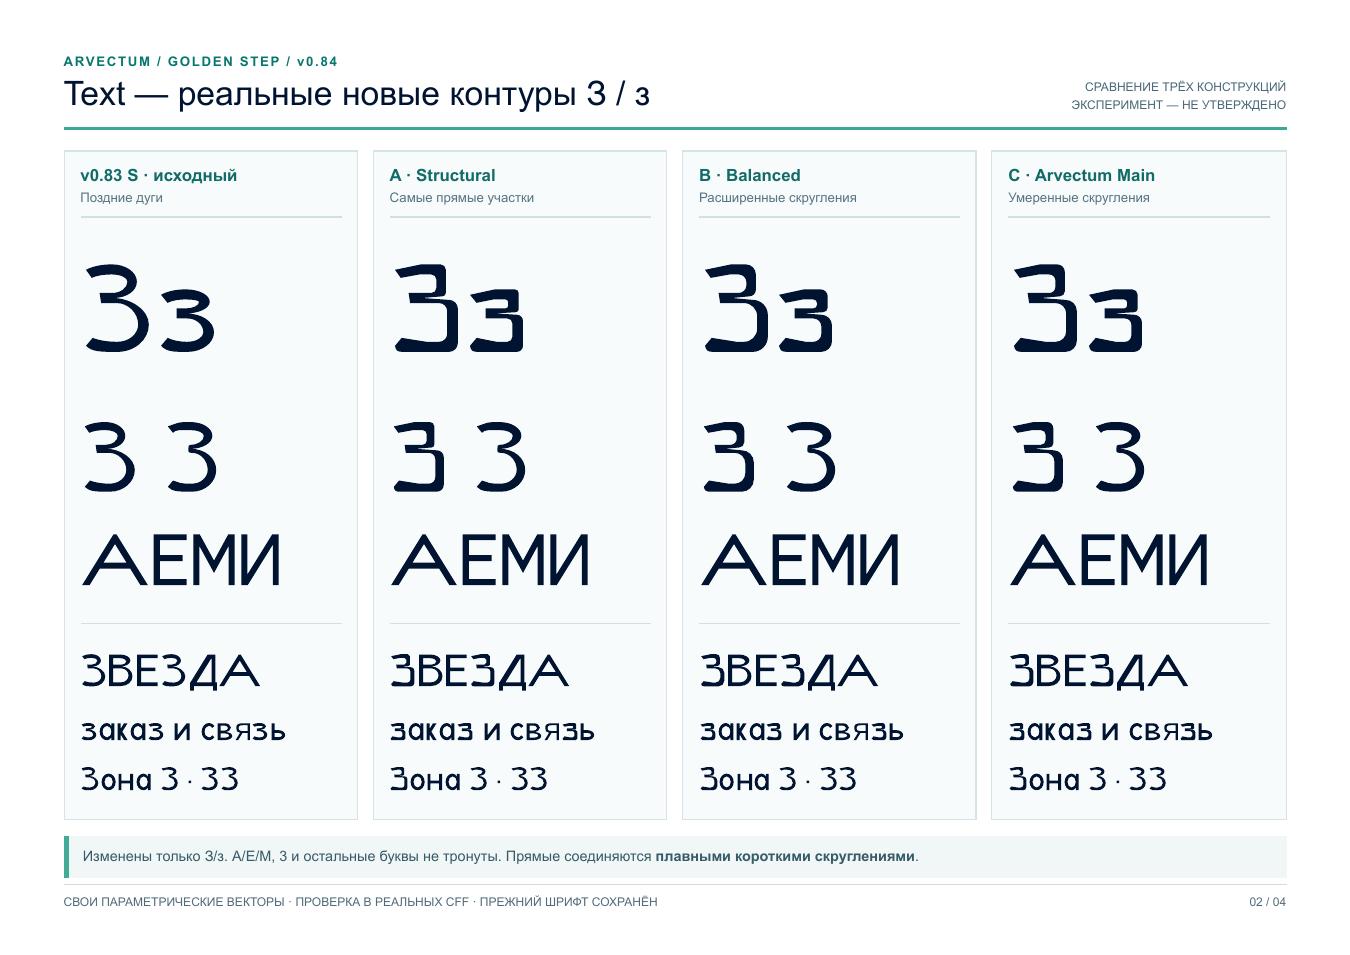 ARVECTUM / GOLDEN STEP / v0.84
Text — реальные новые контуры З / з
СРАВНЕНИЕ ТРЁХ КОНСТРУКЦИЙ
ЭКСПЕРИМЕНТ — НЕ УТВЕРЖДЕНО
v0.83 S · исходный
Поздние дуги
Зз
З 3
АЕМИ
ЗВЕЗДА
заказ и связь
Зона 3 · 33
A · Structural
Самые прямые участки
Зз
З 3
АЕМИ
ЗВЕЗДА
заказ и связь
Зона 3 · 33
B · Balanced
Расширенные скругления
Зз
З 3
АЕМИ
ЗВЕЗДА
заказ и связь
Зона 3 · 33
C · Arvectum Main
Умеренные скругления
Зз
З 3
АЕМИ
ЗВЕЗДА
заказ и связь
Зона 3 · 33
Изменены только З/з. А/Е/М, 3 и остальные буквы не тронуты. Прямые соединяются плавными короткими скруглениями.
СВОИ ПАРАМЕТРИЧЕСКИЕ ВЕКТОРЫ · ПРОВЕРКА В РЕАЛЬНЫХ CFF · ПРЕЖНИЙ ШРИФТ СОХРАНЁН
02 / 04